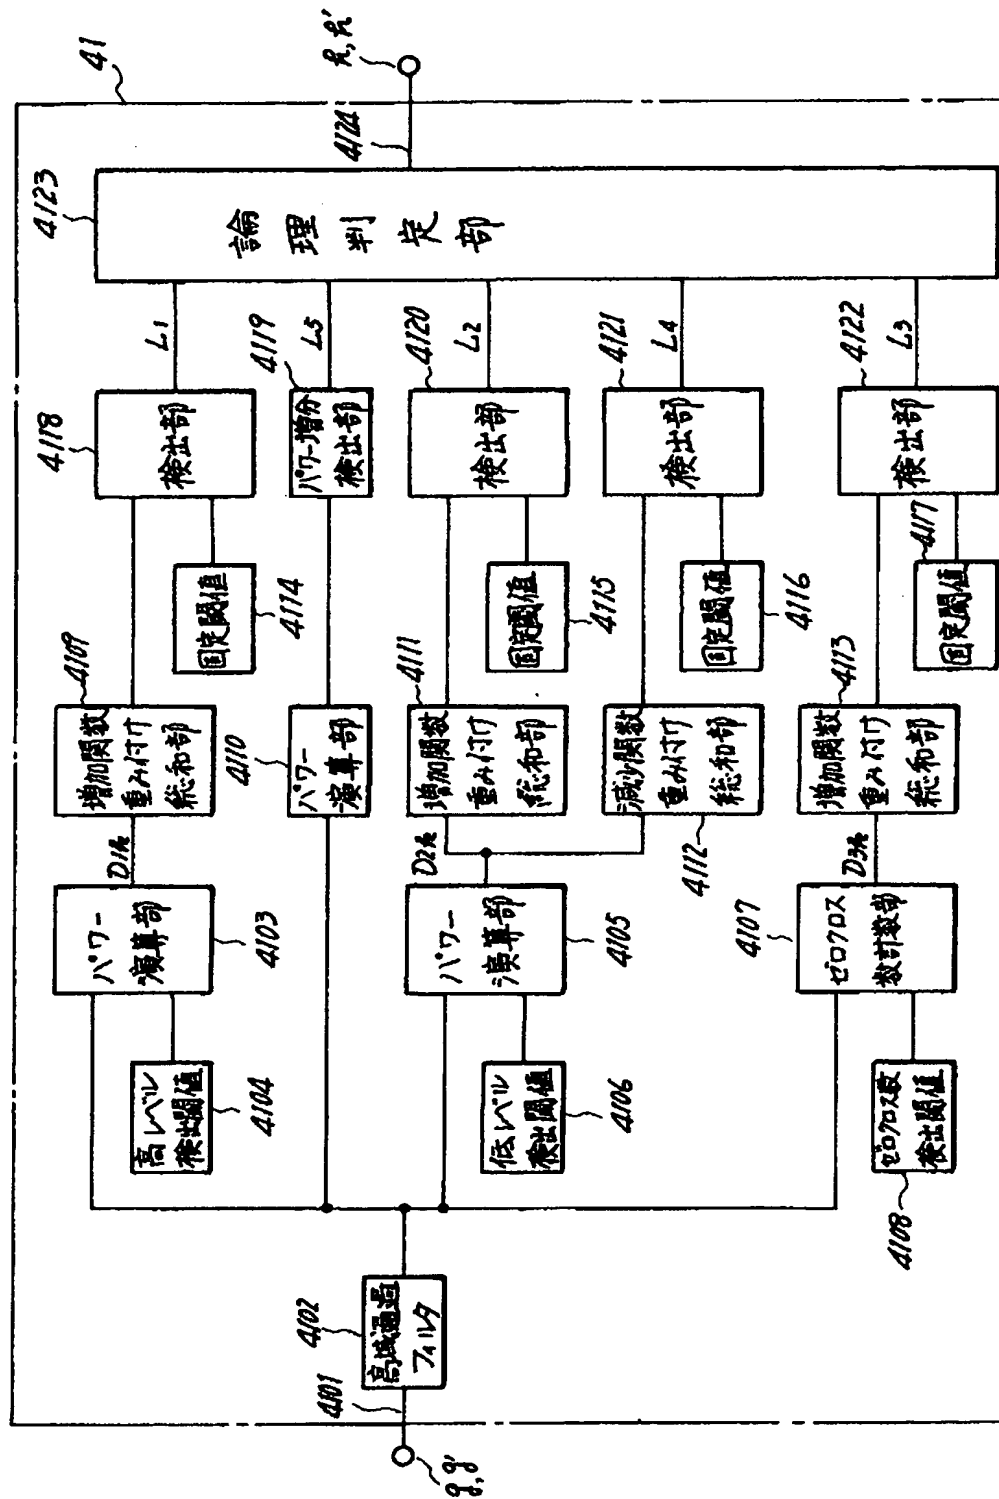 41
h, h'
4124
4123
論理判定部
L1
L5
L2
L4
L3
4118
検出部
4119
パワー増分
検出部
4120
検出部
4121
検出部
4122
検出部
4114
固定閾値
4115
固定閾値
4116
固定閾値
4117
固定閾値
4109
増加関数
重み付け
総和部
4110
パワー
演算部
4111
増加関数
重み付け
総和部
4112
減少関数
重み付け
総和部
4113
増加関数
重み付け
総和部
D1h
D2h
D3h
4103
パワー
演算部
4105
パワー
演算部
4107
ゼロクロス
数計数部
4104
高レベル
検出閾値
4106
低レベル
検出閾値
4108
ゼロクロス数
検出閾値
4102
高域通過
フィルタ
4101
g, g'